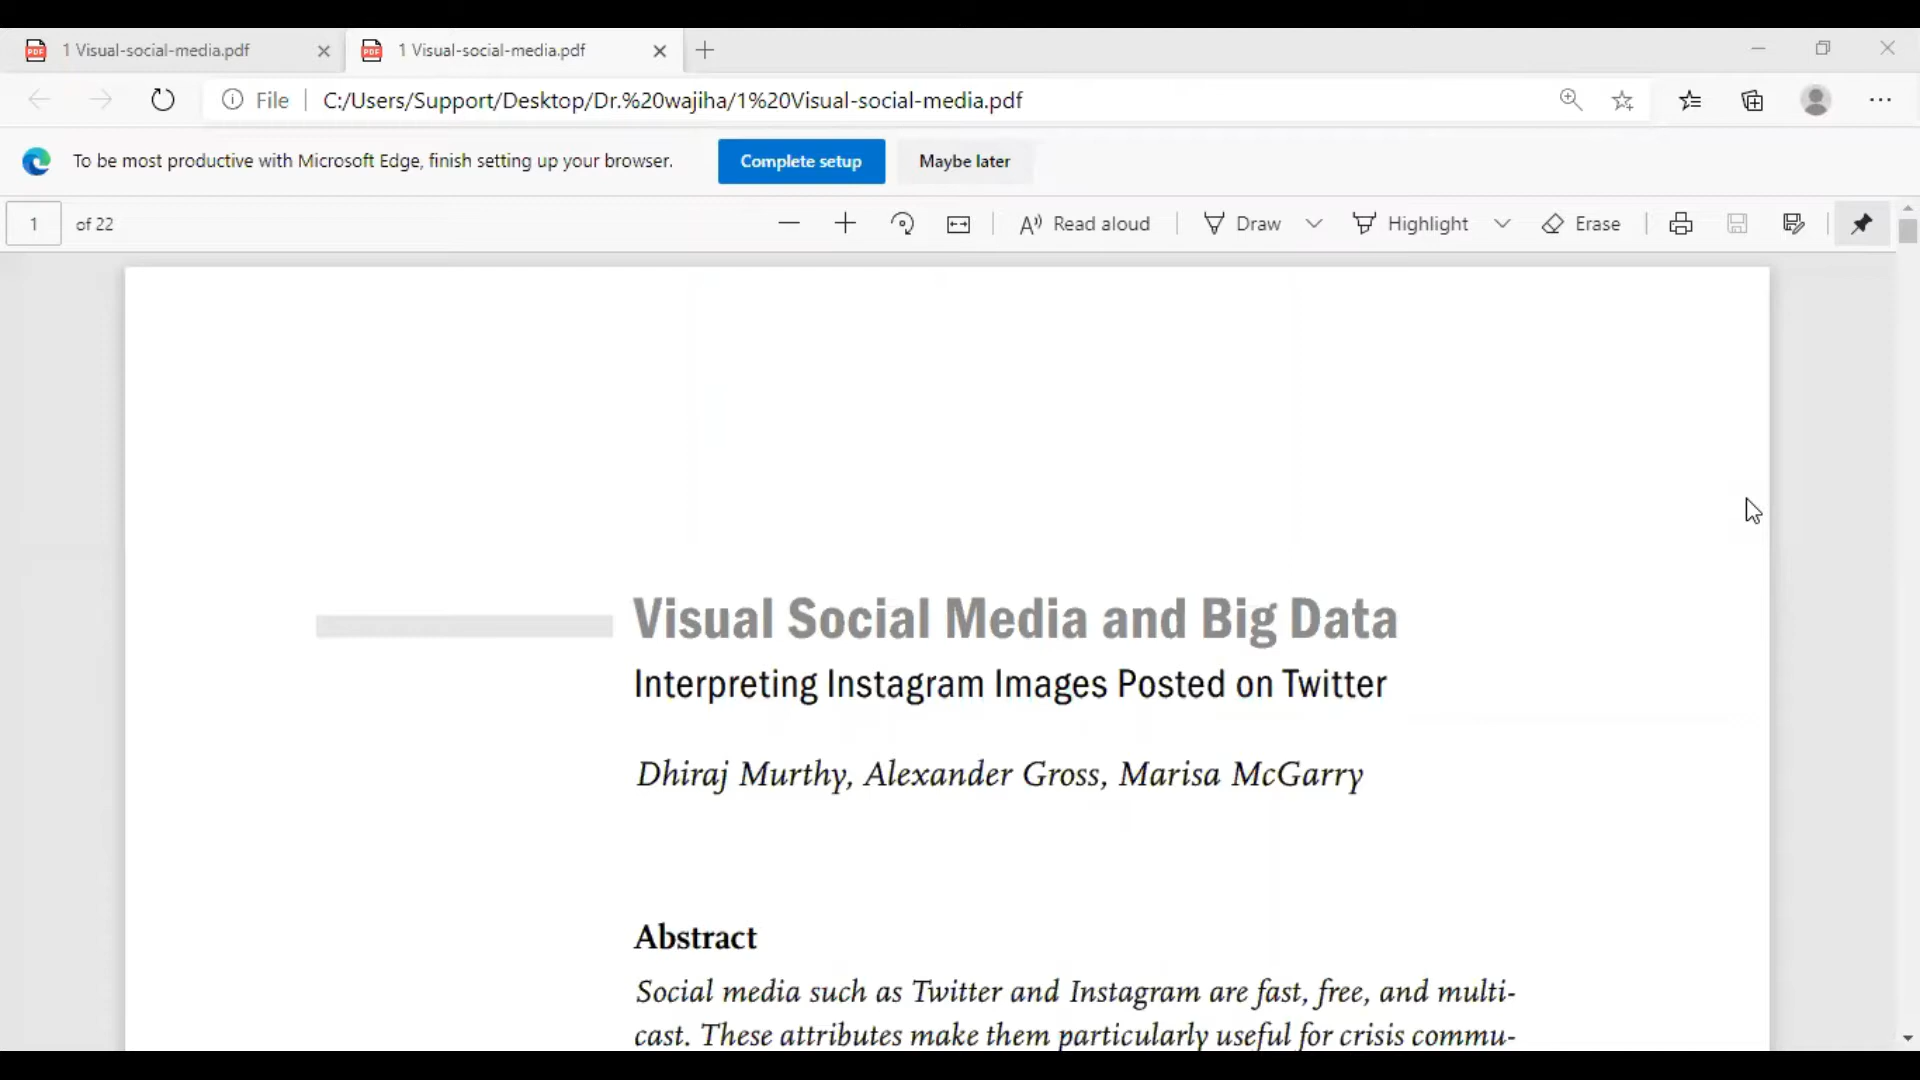 1 Visual-social-media.pdf
1 Visual-social-media.pdf
File
C:/Users/Support/Desktop/Dr.%20wajiha/1%20Visual-social-media.pdf
To be most productive with Microsoft Edge, finish setting up your browser.
Complete setup
Maybe later
1 of 22
Read aloud
Draw
Highlight
Erase
Visual Social Media and Big Data
Interpreting Instagram Images Posted on Twitter
Dhiraj Murthy, Alexander Gross, Marisa McGarry
Abstract
Social media such as Twitter and Instagram are fast, free, and multi-
cast. These attributes make them particularly useful for crisis commu-